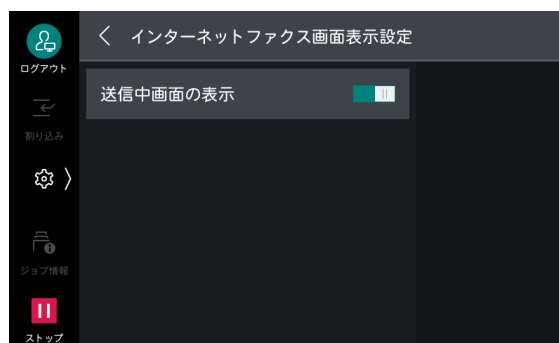 インターネットファクス画面表示設定
ログアウト
送信中画面の表示
割り込み
ジョブ情報
ストップ